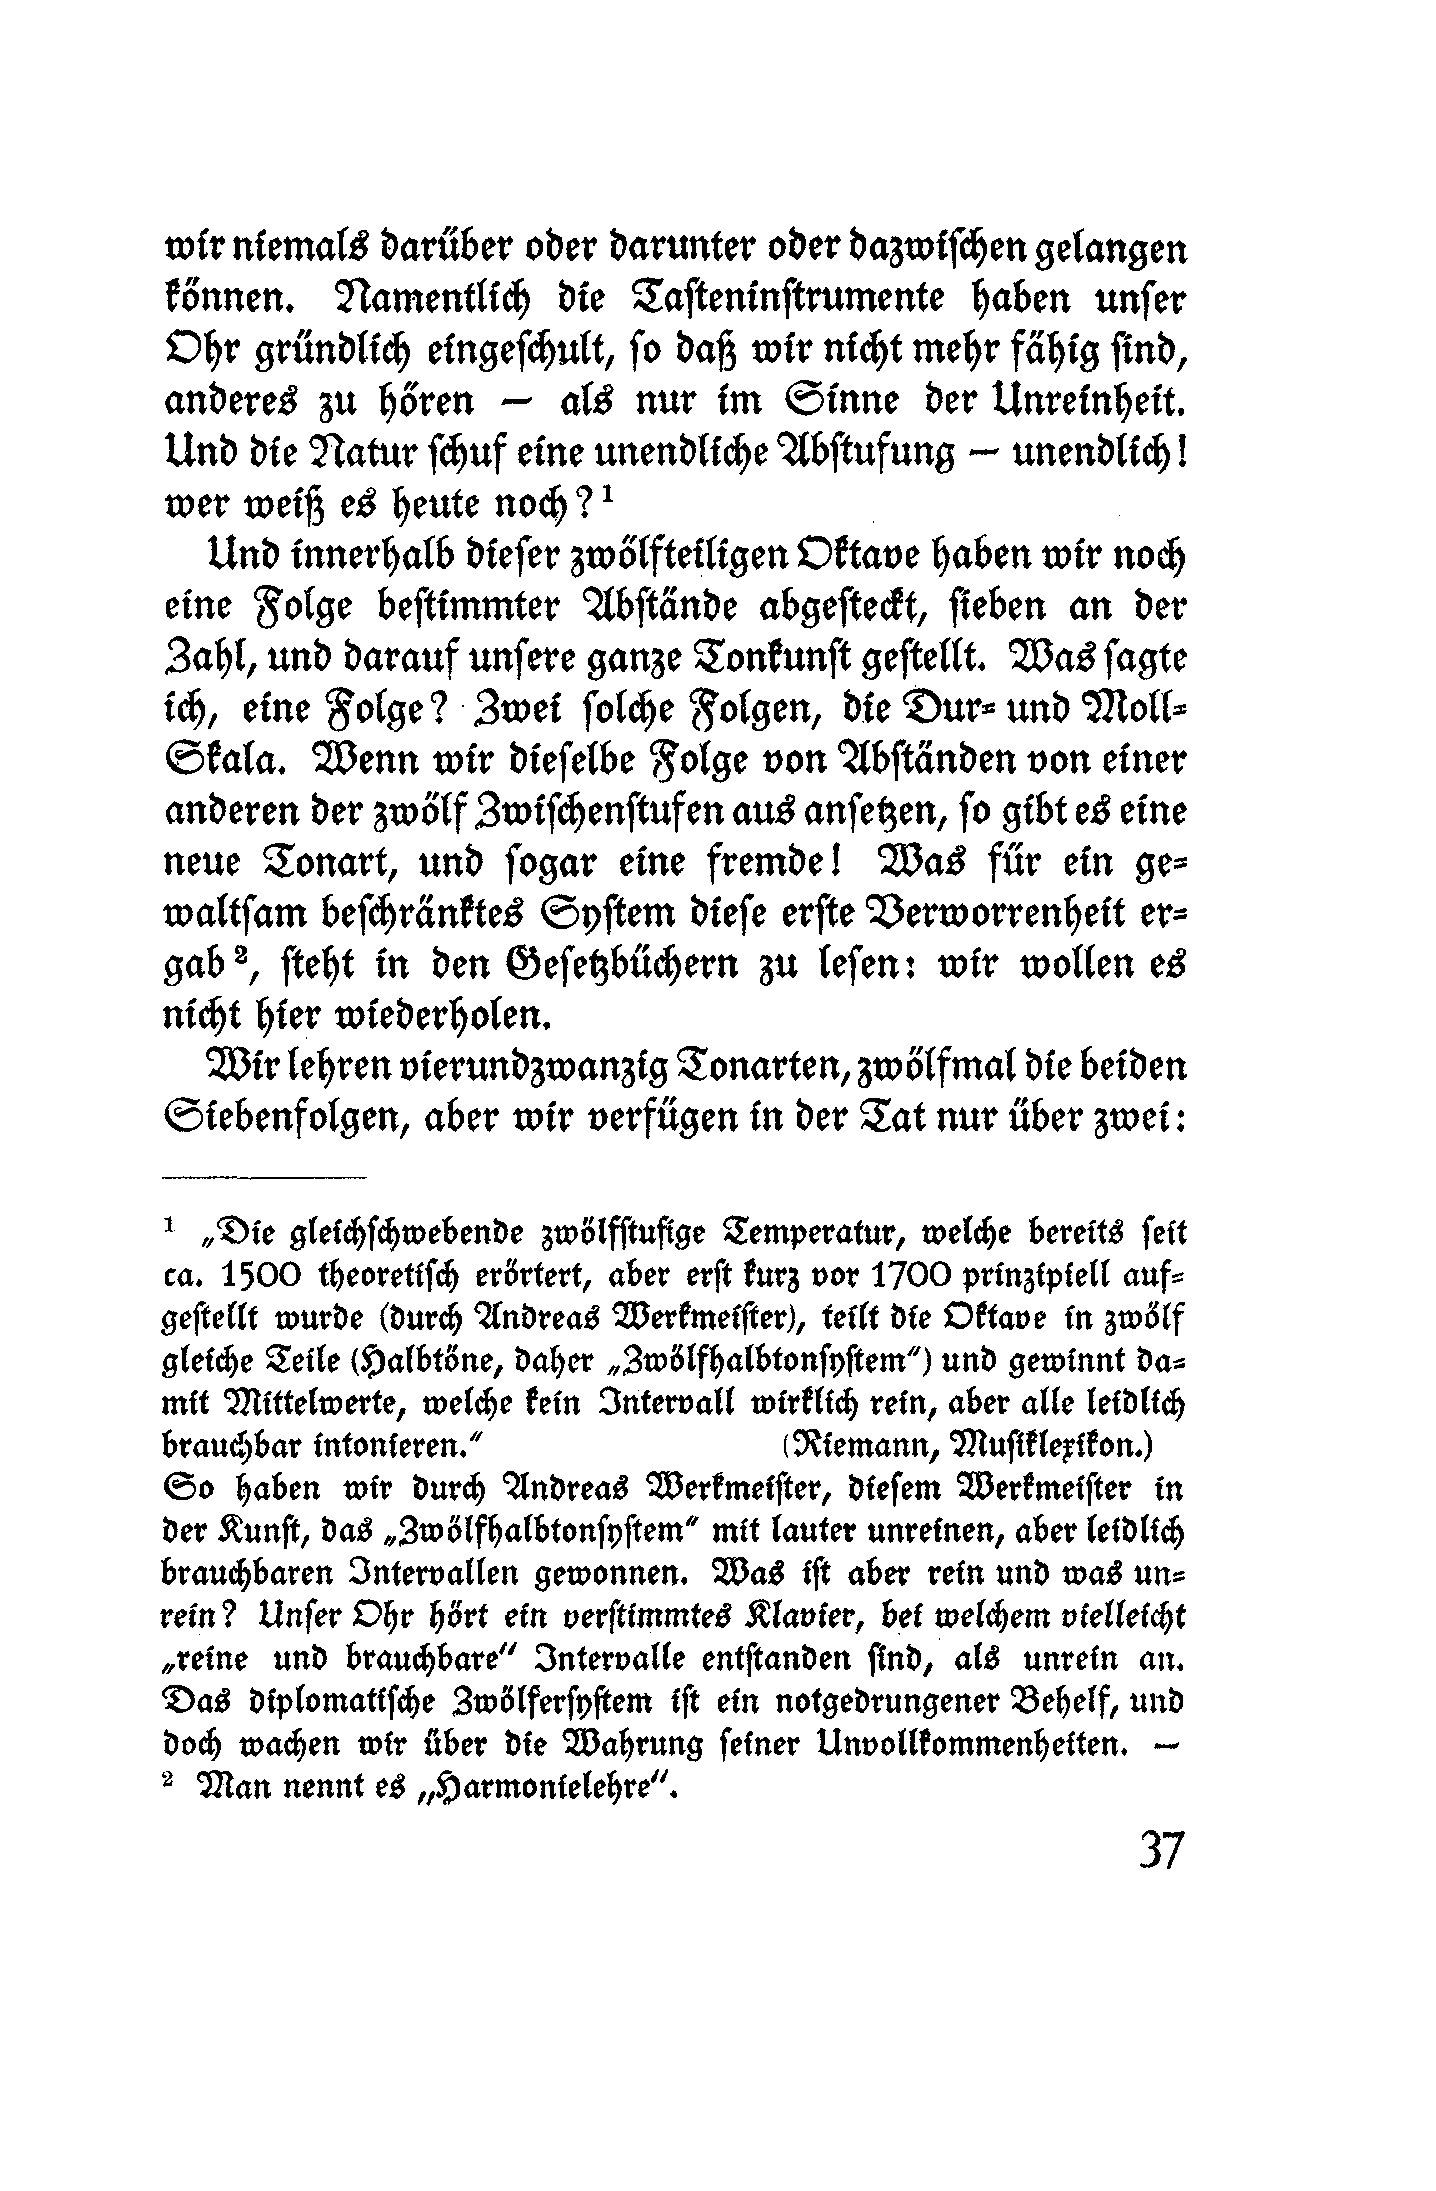 wir niemals darüber oder darunter oder dazwischen gelangen
können. Namentlich die Tasteninstrumente haben unser
Ohr gründlich eingeschult, so daß wir nicht mehr fähig sind,
anderes zu hören — als nur im Sinne der Unreinheit.
Und die Natur schuf eine unendliche Abstufung — unendlich!
wer weiß es heute noch?¹
Und innerhalb dieser zwölfteiligen Oktave haben wir noch
eine Folge bestimmter Abstände abgesteckt, sieben an der
Zahl, und darauf unsere ganze Tonkunst gestellt. Was sagte
ich, eine Folge? Zwei solche Folgen, die Dur- und Moll-
Skala. Wenn wir dieselbe Folge von Abständen von einer
anderen der zwölf Zwischenstufen aus ansetzen, so gibt es eine
neue Tonart, und sogar eine fremde! Was für ein ge-
waltsam beschränktes System diese erste Verworrenheit er-
gab², steht in den Gesetzbüchern zu lesen: wir wollen es
nicht hier wiederholen.
Wir lehren vierundzwanzig Tonarten, zwölfmal die beiden
Siebenfolgen, aber wir verfügen in der Tat nur über zwei:
¹ „Die gleichschwebende zwölfstufige Temperatur, welche bereits seit
ca. 1500 theoretisch erörtert, aber erst kurz vor 1700 prinzipiell auf-
gestellt wurde (durch Andreas Werkmeister), teilt die Oktave in zwölf
gleiche Teile (Halbtöne, daher „Zwölfhalbtonsystem“) und gewinnt da-
mit Mittelwerte, welche kein Intervall wirklich rein, aber alle leidlich
brauchbar intonieren.“ (Riemann, Musiklexikon.)
So haben wir durch Andreas Werkmeister, diesem Werkmeister in
der Kunst, das „Zwölfhalbtonsystem“ mit lauter unreinen, aber leidlich
brauchbaren Intervallen gewonnen. Was ist aber rein und was un-
rein? Unser Ohr hört ein verstimmtes Klavier, bei welchem vielleicht
„reine und brauchbare“ Intervalle entstanden sind, als unrein an.
Das diplomatische Zwölfersystem ist ein notgedrungener Behelf, und
doch wachen wir über die Wahrung seiner Unvollkommenheiten. —
² Man nennt es „Harmonielehre“.
37